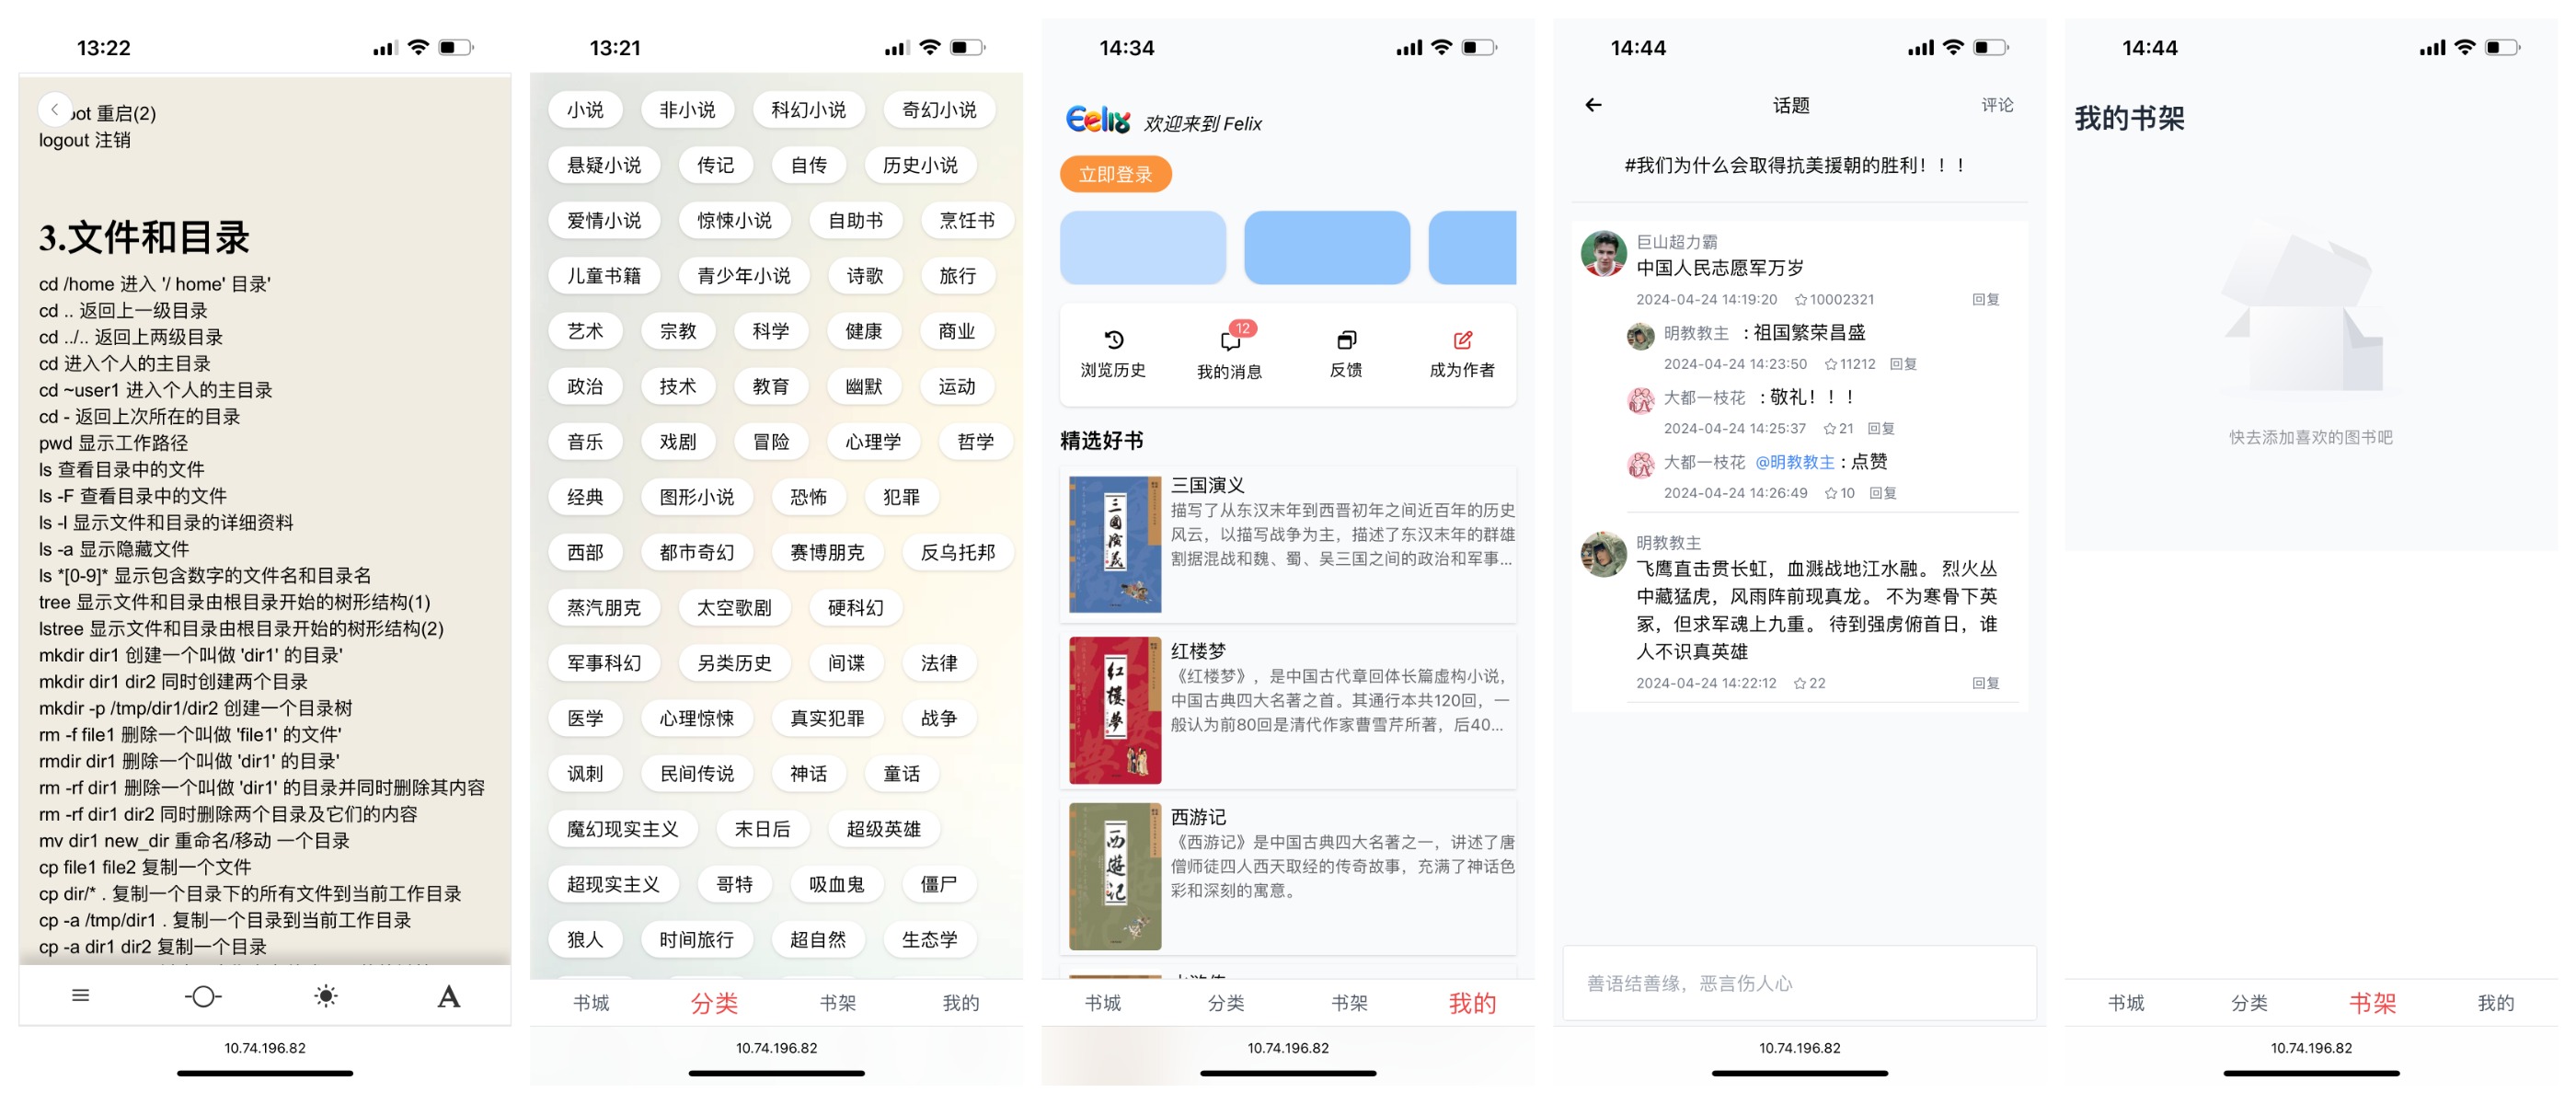 13:22
oot 重启(2)
logout 注销
3.文件和目录
cd /home 进入 '/ home' 目录'
cd .. 返回上一级目录
cd ../.. 返回上两级目录
cd 进入个人的主目录
cd ~user1 进入个人的主目录
cd - 返回上次所在的目录
pwd 显示工作路径
ls 查看目录中的文件
ls -F 查看目录中的文件
ls -l 显示文件和目录的详细资料
ls -a 显示隐藏文件
ls *[0-9]* 显示包含数字的文件名和目录名
tree 显示文件和目录由根目录开始的树形结构(1)
lstree 显示文件和目录由根目录开始的树形结构(2)
mkdir dir1 创建一个叫做 'dir1' 的目录'
mkdir dir1 dir2 同时创建两个目录
mkdir -p /tmp/dir1/dir2 创建一个目录树
rm -f file1 删除一个叫做 'file1' 的文件'
rmdir dir1 删除一个叫做 'dir1' 的目录'
rm -rf dir1 删除一个叫做 'dir1' 的目录并同时删除其内容
rm -rf dir1 dir2 同时删除两个目录及它们的内容
mv dir1 new_dir 重命名/移动 一个目录
cp file1 file2 复制一个文件
cp dir/* . 复制一个目录下的所有文件到当前工作目录
cp -a /tmp/dir1 . 复制一个目录到当前工作目录
cp -a dir1 dir2 复制一个目录
A
10.74.196.82
13:21
小说 非小说 科幻小说 奇幻小说
悬疑小说 传记 自传 历史小说
爱情小说 惊悚小说 自助书 烹饪书
儿童书籍 青少年小说 诗歌 旅行
艺术 宗教 科学 健康 商业
政治 技术 教育 幽默 运动
音乐 戏剧 冒险 心理学 哲学
经典 图形小说 恐怖 犯罪
西部 都市奇幻 赛博朋克 反乌托邦
蒸汽朋克 太空歌剧 硬科幻
军事科幻 另类历史 间谍 法律
医学 心理惊悚 真实犯罪 战争
讽刺 民间传说 神话 童话
魔幻现实主义 末日后 超级英雄
超现实主义 哥特 吸血鬼 僵尸
狼人 时间旅行 超自然 生态学
书城 分类 书架 我的
10.74.196.82
14:34
Felix 欢迎来到 Felix
立即登录
12
浏览历史 我的消息 反馈 成为作者
精选好书
三國演義
三国演义
描写了从东汉末年到西晋初年之间近百年的历史
风云，以描写战争为主，描述了东汉末年的群雄
割据混战和魏、蜀、吴三国之间的政治和军事...
红楼夢
红楼梦
《红楼梦》，是中国古代章回体长篇虚构小说，
中国古典四大名著之首。其通行本共120回，一
般认为前80回是清代作家曹雪芹所著，后40...
西遊记
西游记
《西游记》是中国古典四大名著之一，讲述了唐
僧师徒四人西天取经的传奇故事，充满了神话色
彩和深刻的寓意。
书城 分类 书架 我的
10.74.196.82
14:44
话题 评论
#我们为什么会取得抗美援朝的胜利！！！
巨山超力霸
中国人民志愿军万岁
2024-04-24 14:19:20 10002321 回复
明教教主 : 祖国繁荣昌盛
2024-04-24 14:23:50 11212 回复
大都一枝花 : 敬礼！！！
2024-04-24 14:25:37 21 回复
大都一枝花 @明教教主 : 点赞
2024-04-24 14:26:49 10 回复
明教教主
飞鹰直击贯长虹，血溅战地江水融。 烈火丛
中藏猛虎，风雨阵前现真龙。 不为寒骨下英
冢，但求军魂上九重。 待到强虏俯首日，谁
人不识真英雄
2024-04-24 14:22:12 22 回复
善语结善缘，恶言伤人心
10.74.196.82
14:44
我的书架
快去添加喜欢的图书吧
书城 分类 书架 我的
10.74.196.82